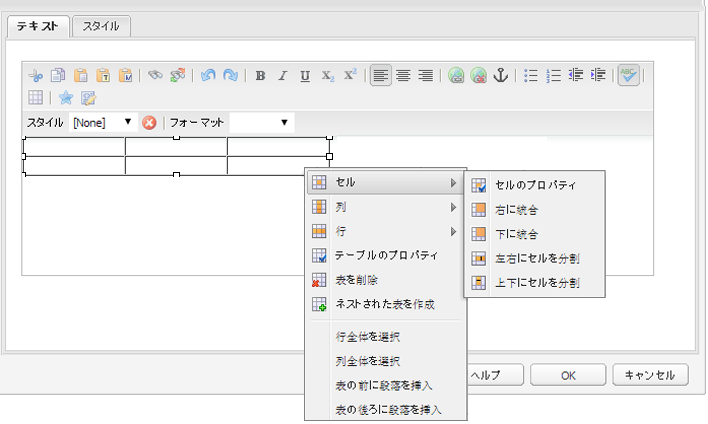 テキスト
スタイル
B I U X₂ X²
ABC
スタイル [None] フォーマット
セル
列
行
テーブルのプロパティ
表を削除
ネストされた表を作成
行全体を選択
列全体を選択
表の前に段落を挿入
表の後ろに段落を挿入
セルのプロパティ
右に統合
下に統合
左右にセルを分割
上下にセルを分割
ヘルプ
OK
キャンセル